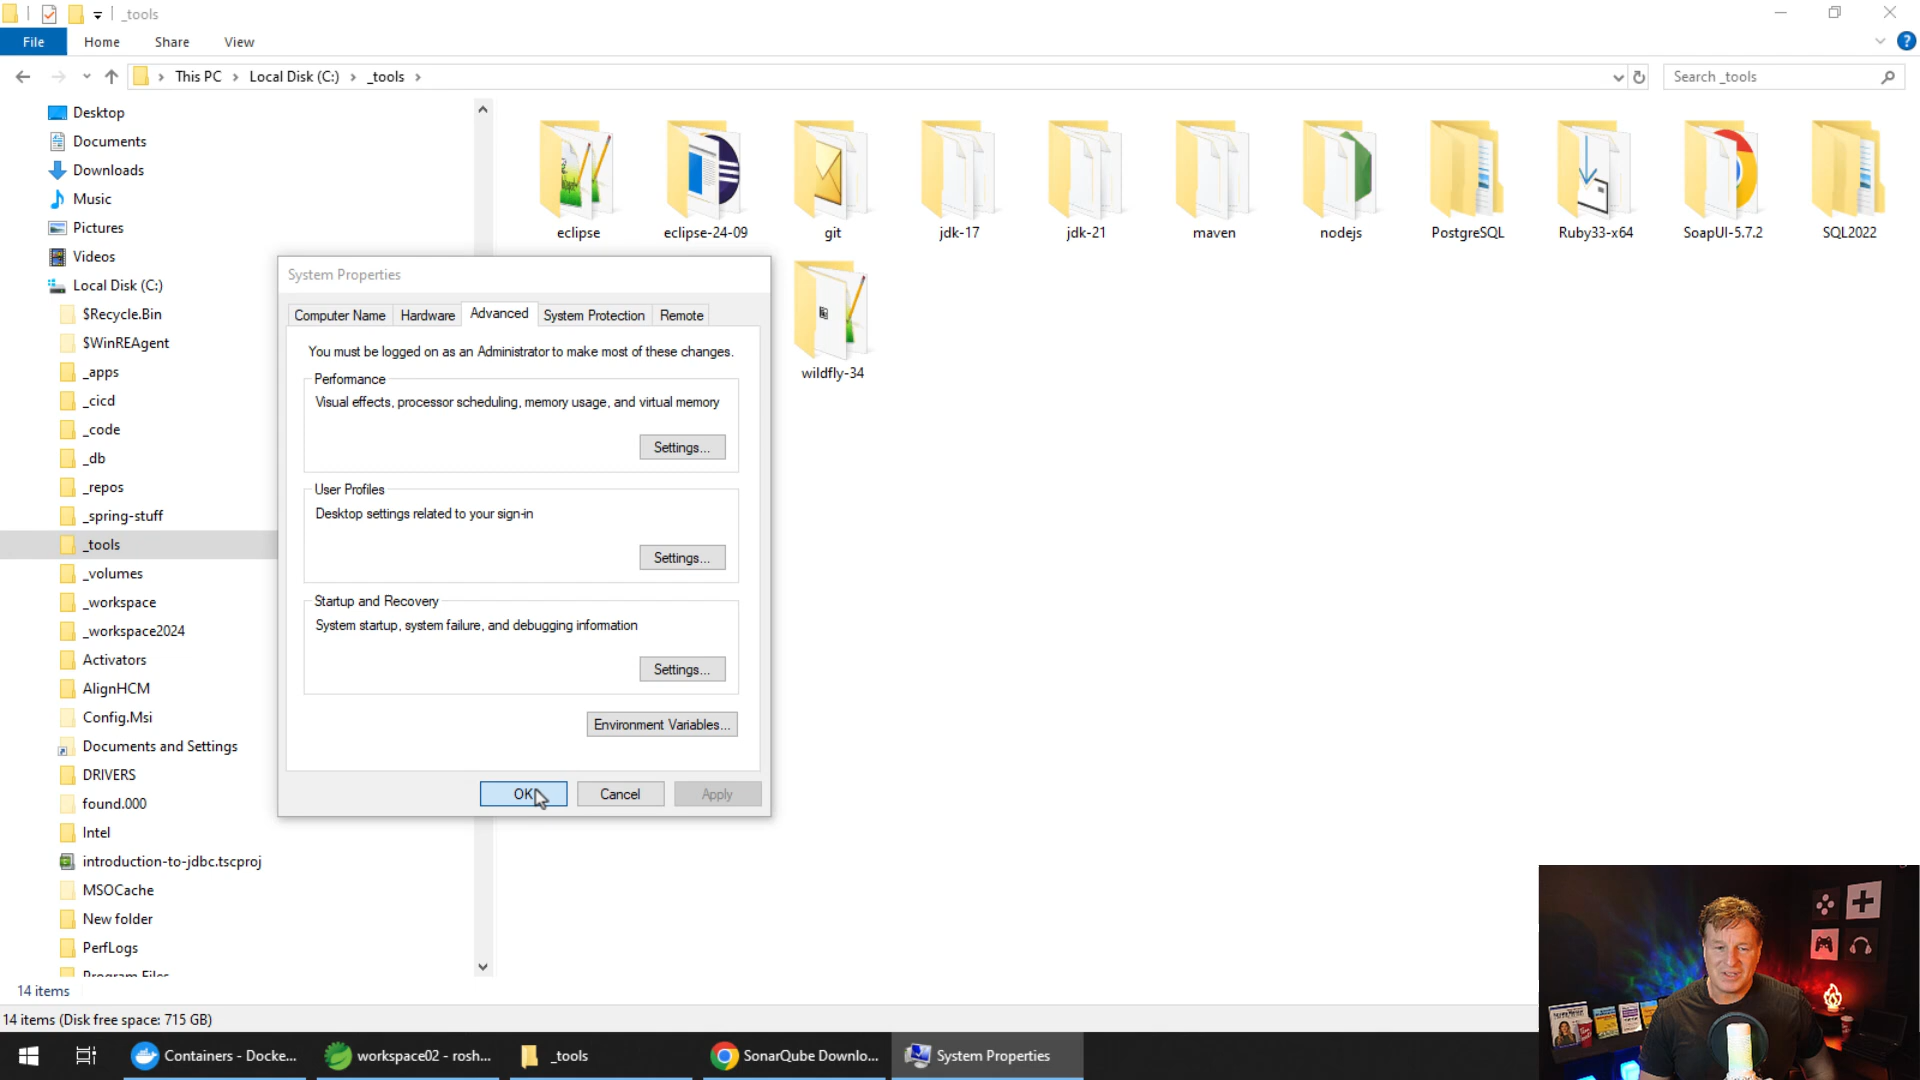 _tools
File Home Share View
This PC Local Disk (C:) _tools
Search _tools
Desktop
Documents
Downloads
Music
Pictures
Videos
Local Disk (C:)
$Recycle.Bin
$WinREAgent
_apps
_cicd
_code
_db
_repos
_spring-stuff
_tools
_volumes
_workspace
_workspace2024
Activators
AlignHCM
Config.Msi
Documents and Settings
DRIVERS
found.000
Intel
introduction-to-jdbc.tscproj
MSOCache
New folder
PerfLogs
Program Files
eclipse eclipse-24-09 git jdk-17 jdk-21 maven nodejs PostgreSQL Ruby33-x64 SoapUI-5.7.2 SQL2022
wildfly-34
System Properties
Computer Name Hardware Advanced System Protection Remote
You must be logged on as an Administrator to make most of these changes.
Performance
Visual effects, processor scheduling, memory usage, and virtual memory
Settings...
User Profiles
Desktop settings related to your sign-in
Settings...
Startup and Recovery
System startup, system failure, and debugging information
Settings...
Environment Variables...
OK Cancel Apply
14 items
14 items (Disk free space: 715 GB)
Containers - Docke... workspace02 - rosh... _tools SonarQube Downlo... System Properties